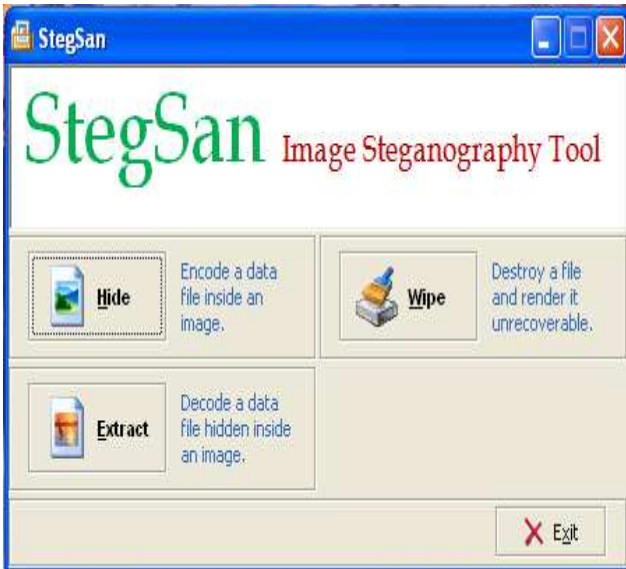 StegSan
StegSan Image Steganography Tool
Hide
Encode a data
file inside an
image.
Wipe
Destroy a file
and render it
unrecoverable.
Extract
Decode a data
file hidden inside
an image.
Exit